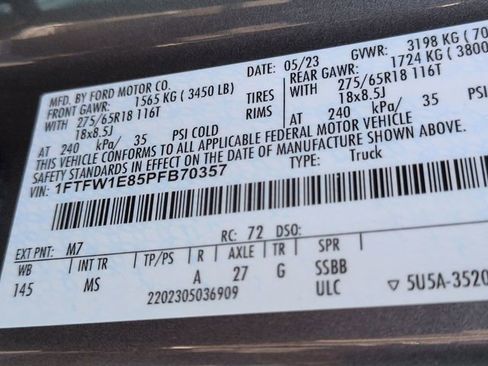 MFD. BY FORD MOTOR CO.
DATE: 05/23 GVWR: 3198 KG (70
FRONT GAWR: 1565 KG (3450 LB)
REAR GAWR: 1724 KG (3800
WITH 275/65R18 116T TIRES 275/65R18 116T
18x8.5J RIMS 18x8.5J
AT 240 kPa/ 35 PSI COLD AT 240 kPa/ 35
THIS VEHICLE CONFORMS TO ALL APPLICABLE FEDERAL MOTOR VEHICLE
SAFETY STANDARDS IN EFFECT ON THE DATE OF MANUFACTURE
VIN: 1FTFW1E85PFB70357
TYPE: Truck
EXT PNT: M7 RC: 72 DSO:
WB INT TR TP/PS R AXLE TR SPR
145 MS A 27 G SSBB
2202305036909 ULC ▽ 5U5A-3520